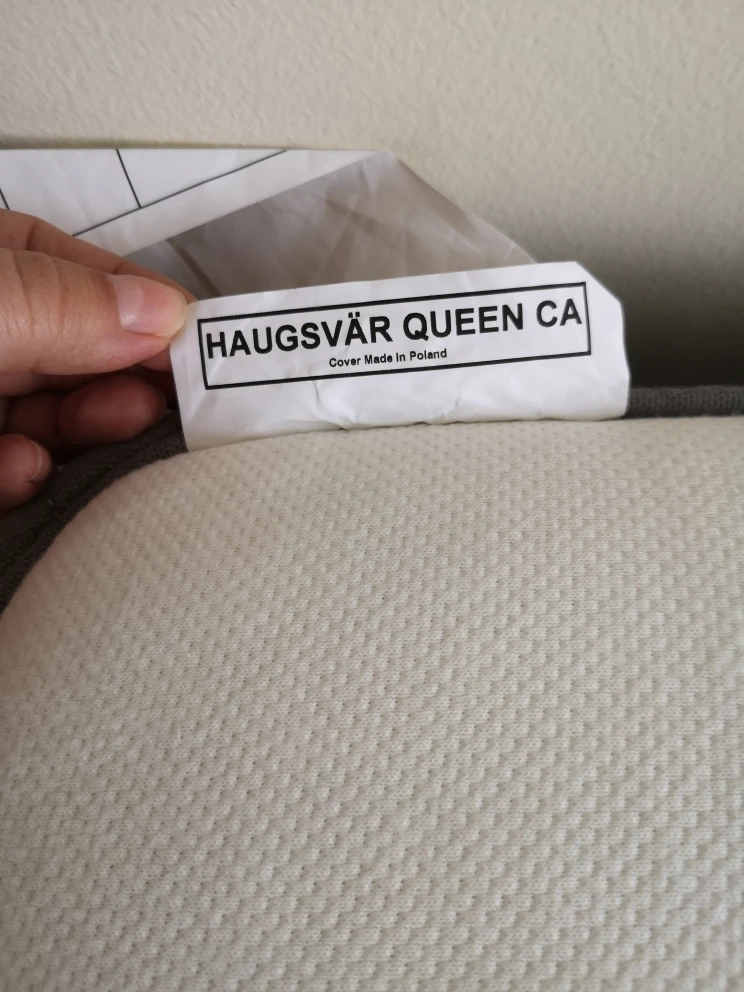 HAUGSVÄR QUEEN CA
Cover Made In Poland